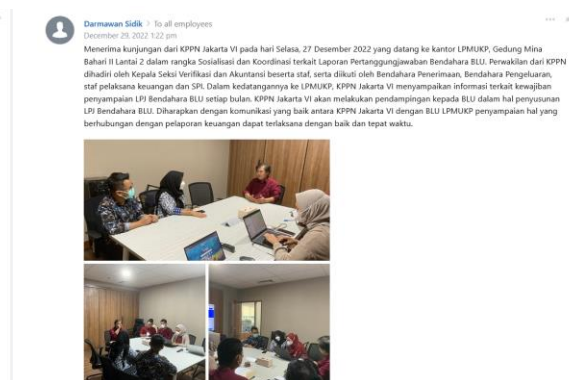 Darmawan Sidik > To all employees
December 29, 2022 1:22 pm
Menerima kunjungan dari KPPN Jakarta VI pada hari Selasa, 27 Desember 2022 yang datang ke kantor LPMUKP, Gedung Mina
Bahari II Lantai 2 dalam rangka Sosialisasi dan Koordinasi terkait Laporan Pertanggungjawaban Bendahara BLU. Perwakilan dari KPPN
dihadiri oleh Kepala Seksi Verifikasi dan Akuntansi beserta staf, serta diikuti oleh Bendahara Penerimaan, Bendahara Pengeluaran,
staf pelaksana keuangan dan SPI. Dalam kedatangannya ke LPMUKP, KPPN Jakarta VI menyampaikan informasi terkait kewajiban
penyampaian LPJ Bendahara BLU setiap bulan. KPPN Jakarta VI akan melakukan pendampingan kepada BLU dalam hal penyusunan
LPJ Bendahara BLU. Diharapkan dengan komunikasi yang baik antara KPPN Jakarta VI dengan BLU LPMUKP penyampaian hal yang
berhubungan dengan pelaporan keuangan dapat terlaksana dengan baik dan tepat waktu.